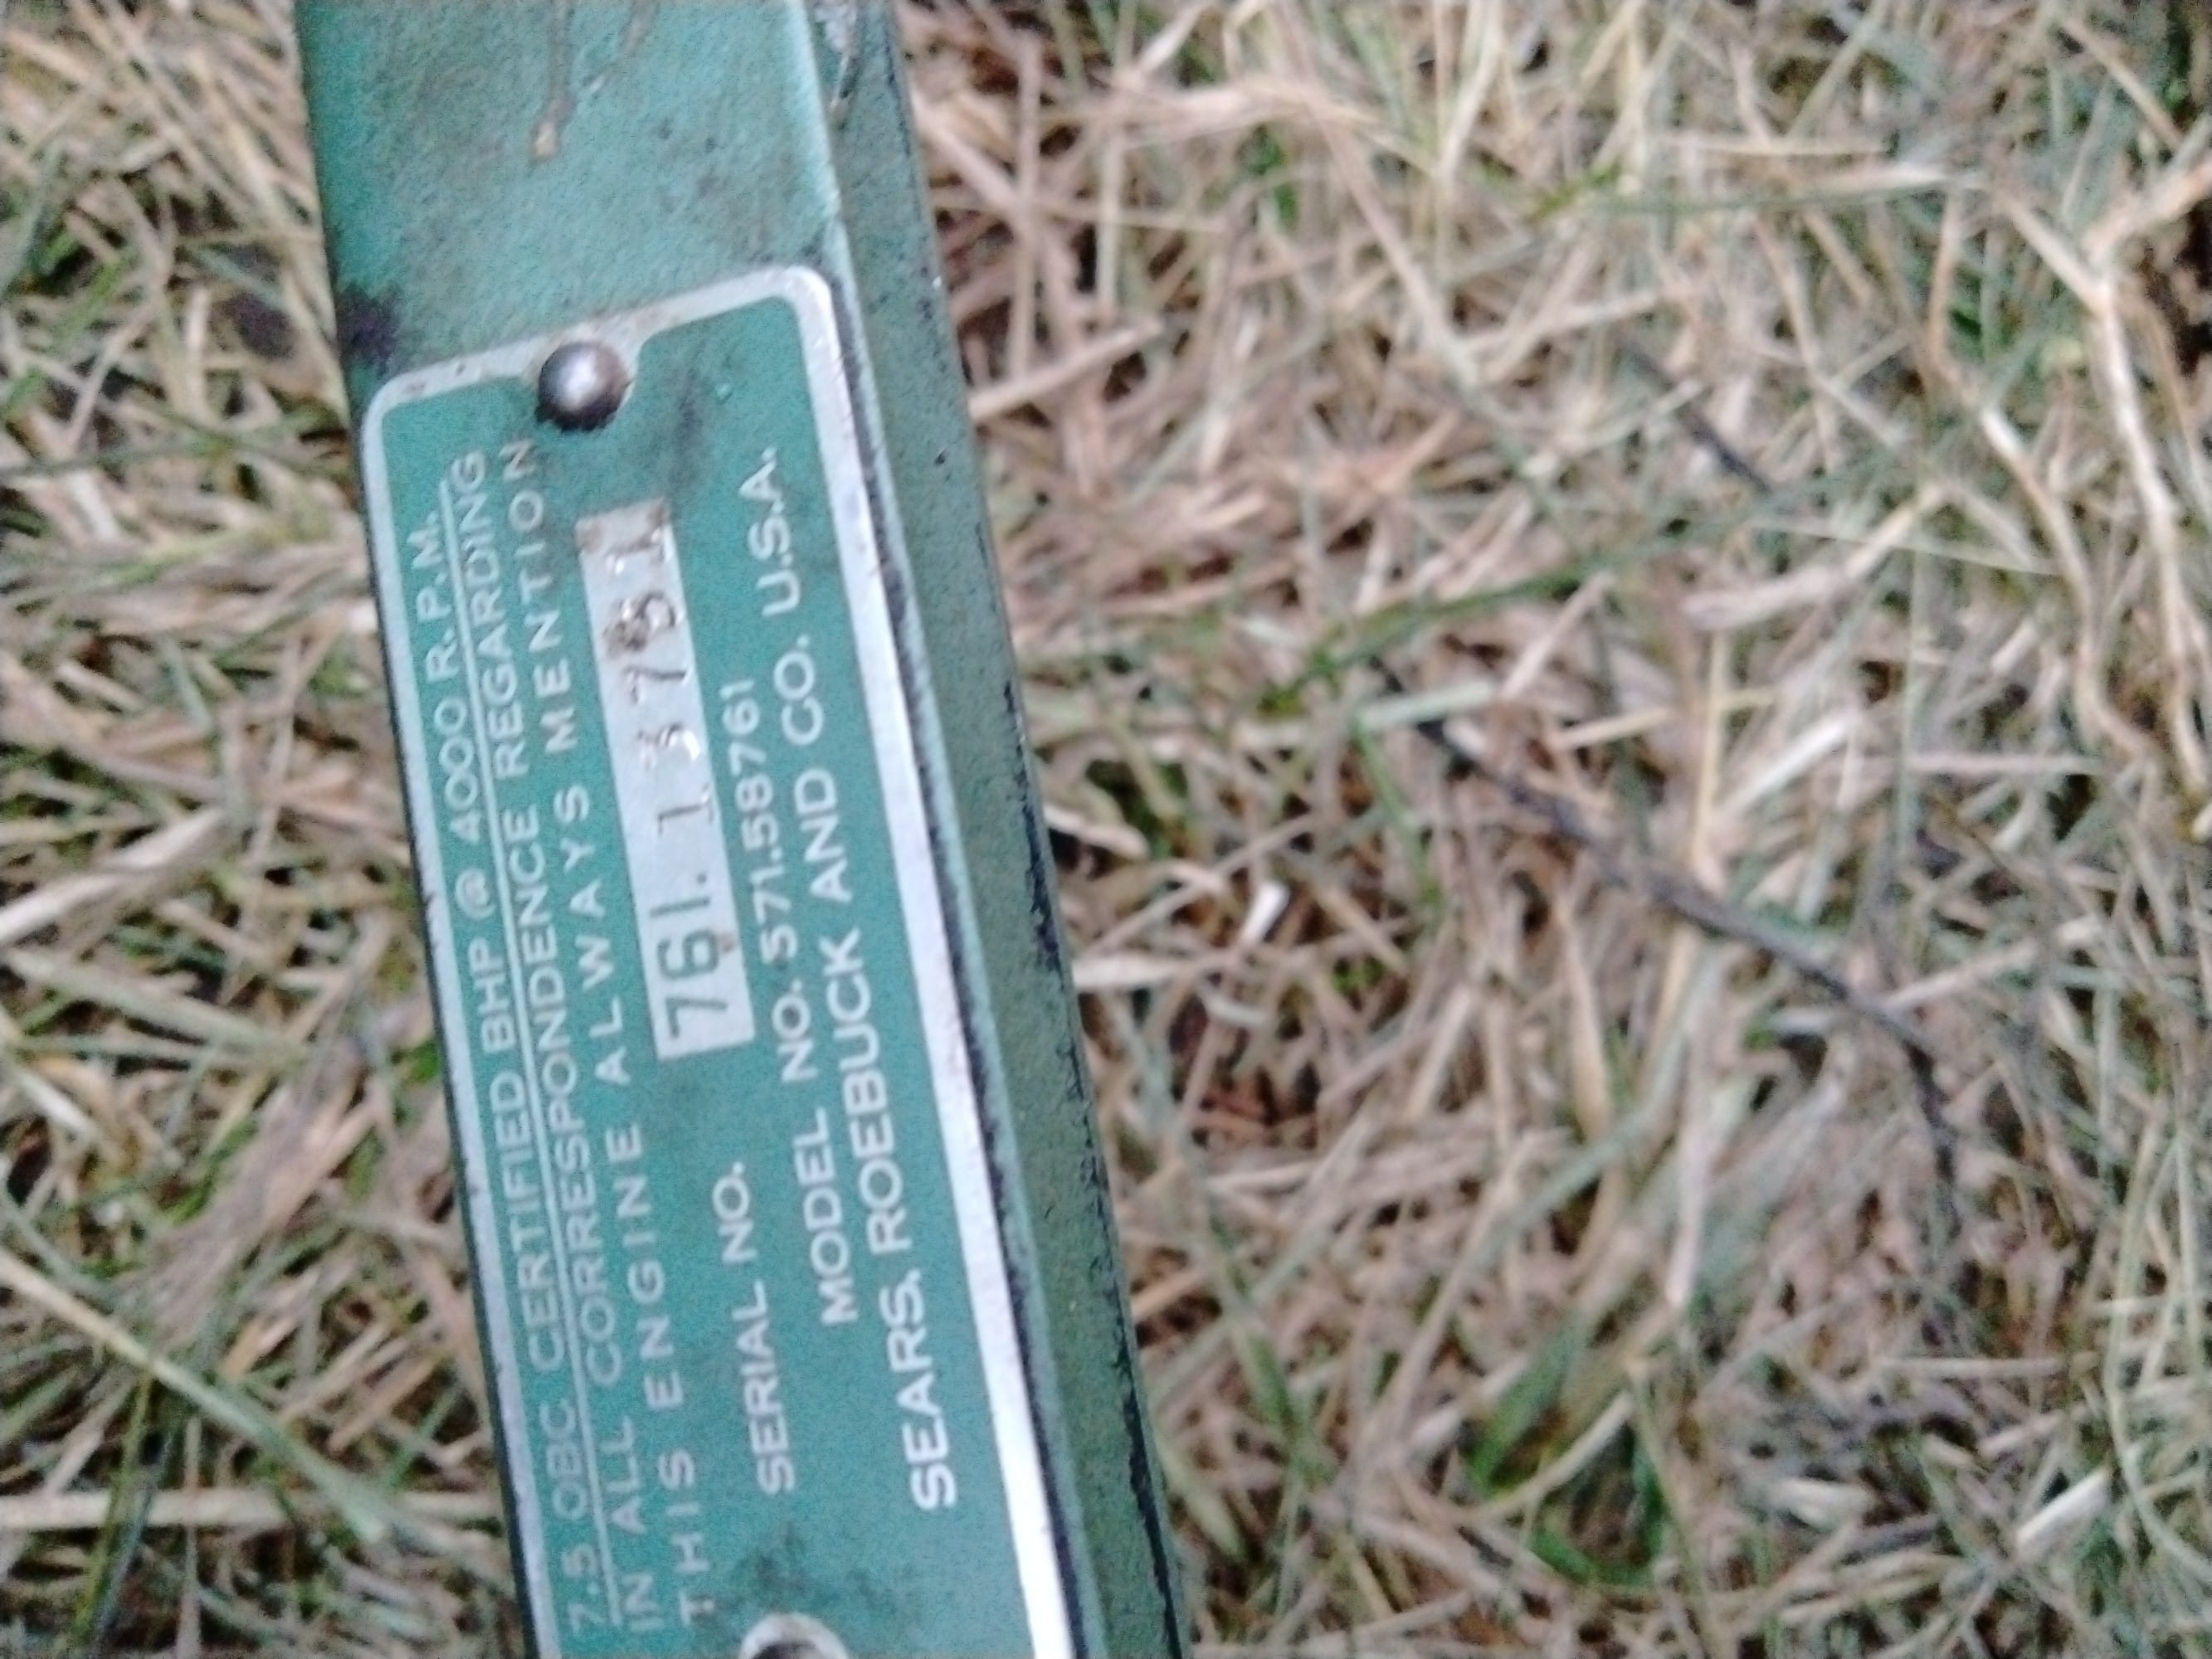 7.5 OBC CERTIFIED BHP @ 4000 R.P.M.
IN ALL CORRESPONDENCE REGARDING
THIS ENGINE ALWAYS MENTION
SERIAL NO. 761.
MODEL NO. 571.58761
SEARS, ROEBUCK AND CO. U.S.A.